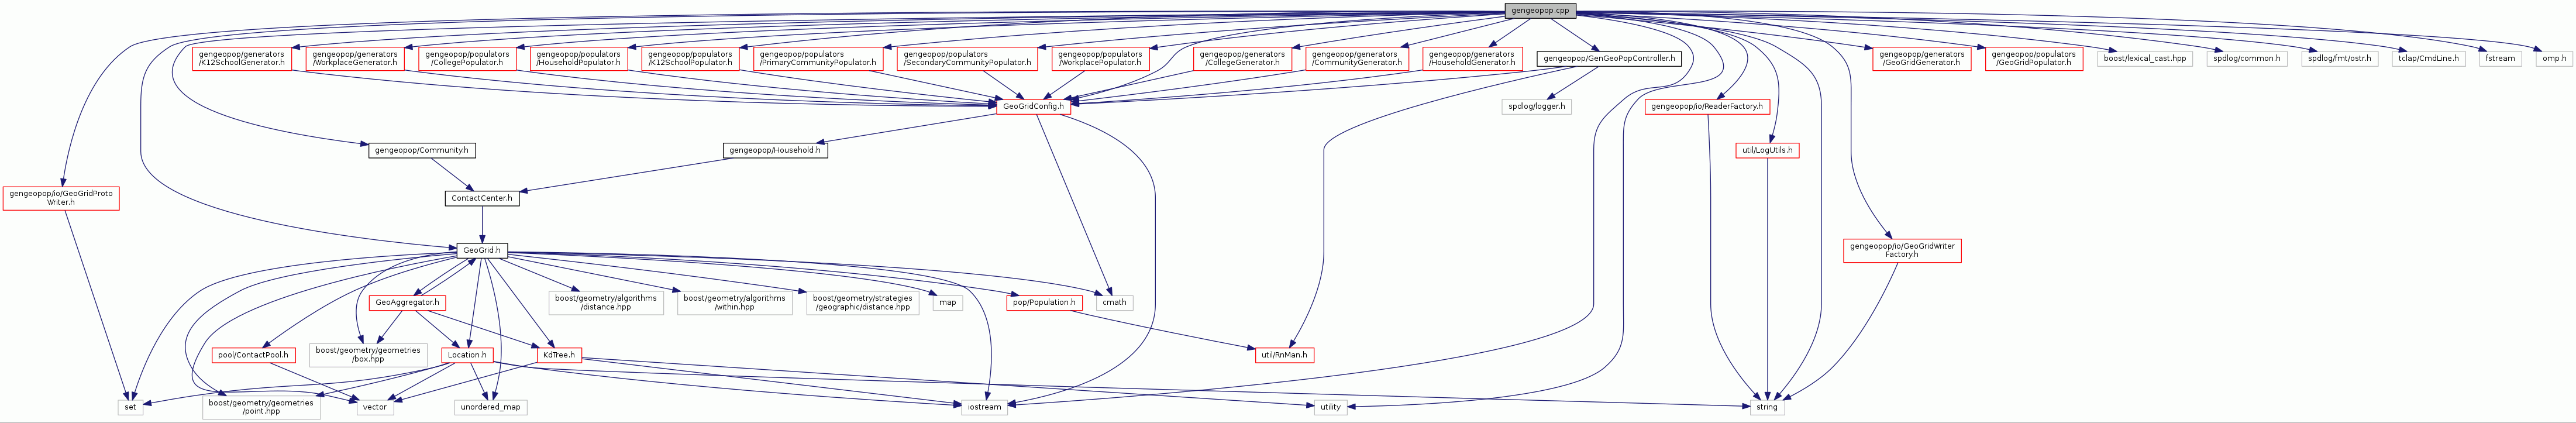 gengeopop.cpp
gengeopop/generators
/K12SchoolGenerator.h
gengeopop/generators
/WorkplaceGenerator.h
gengeopop/populators
/CollegePopulator.h
gengeopop/populators
/HouseholdPopulator.h
gengeopop/populators
/K12SchoolPopulator.h
gengeopop/populators
/PrimaryCommunityPopulator.h
gengeopop/populators
/SecondaryCommunityPopulator.h
gengeopop/populators
/WorkplacePopulator.h
gengeopop/generators
/CollegeGenerator.h
gengeopop/generators
/CommunityGenerator.h
gengeopop/generators
/HouseholdGenerator.h
gengeopop/GenGeoPopController.h
gengeopop/generators
/GeoGridGenerator.h
gengeopop/populators
/GeoGridPopulator.h
boost/lexical_cast.hpp
spdlog/common.h
spdlog/fmt/ostr.h
tclap/CmdLine.h
fstream
omp.h
GeoGridConfig.h
spdlog/logger.h
gengeopop/io/ReaderFactory.h
gengeopop/Community.h
gengeopop/Household.h
util/LogUtils.h
gengeopop/io/GeoGridProto
Writer.h
ContactCenter.h
GeoGrid.h
gengeopop/io/GeoGridWriter
Factory.h
GeoAggregator.h
boost/geometry/algorithms
/distance.hpp
boost/geometry/algorithms
/within.hpp
boost/geometry/strategies
/geographic/distance.hpp
map
pop/Population.h
cmath
pool/ContactPool.h
boost/geometry/geometries
/box.hpp
Location.h
KdTree.h
util/RnMan.h
set
boost/geometry/geometries
/point.hpp
vector
unordered_map
iostream
utility
string